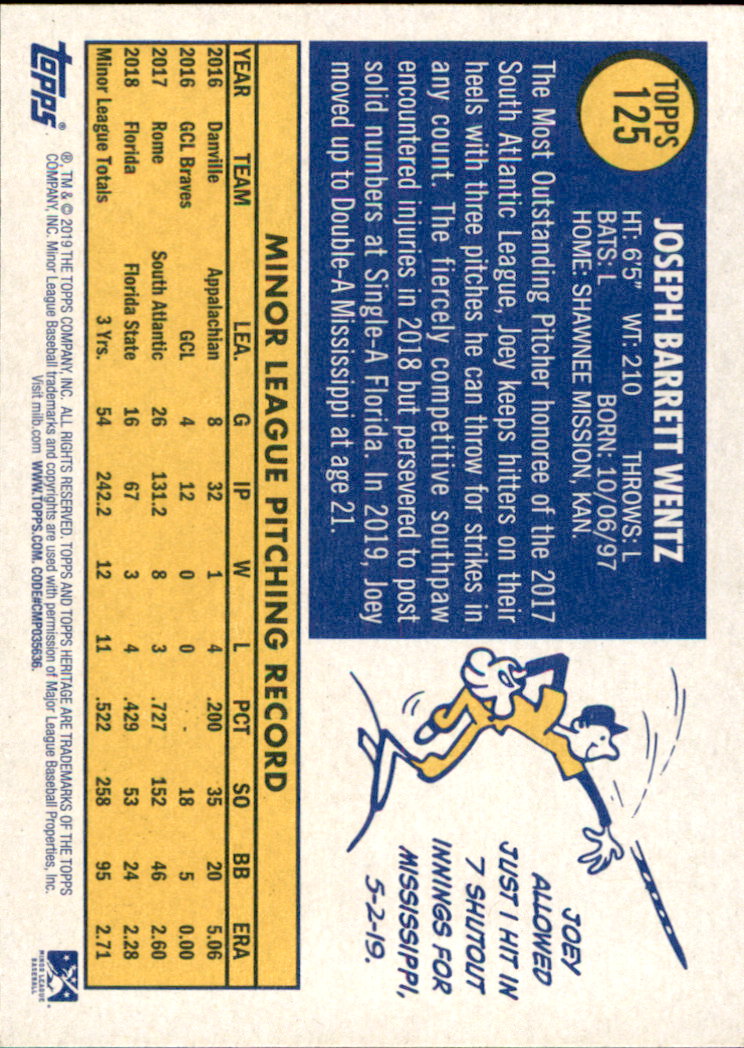 TOPPS
125
JOSEPH BARRETT WENTZ
HT: 6'5" WT: 210 THROWS: L
BATS: L BORN: 10/06/97
HOME: SHAWNEE MISSION, KAN.
The Most Outstanding Pitcher honoree of the 2017
South Atlantic League, Joey keeps hitters on their
heels with three pitches he can throw for strikes in
any count. The fiercely competitive southpaw
encountered injuries in 2018 but persevered to post
solid numbers at Single-A Florida. In 2019, Joey
moved up to Double-A Mississippi at age 21.
JOEY
ALLOWED
JUST 1 HIT IN
7 SHUTOUT
INNINGS FOR
MISSISSIPPI,
5-2-19.
MINOR LEAGUE PITCHING RECORD
YEAR TEAM LEA. G IP W L PCT SO BB ERA
2016 Danville Appalachian 8 32 1 4 .200 35 20 5.06
2016 GCL Braves GCL 4 12 0 0 - 18 5 0.00
2017 Rome South Atlantic 26 131.2 8 3 .727 152 46 2.60
2018 Florida Florida State 16 67 3 4 .429 53 24 2.28
Minor League Totals 3 Yrs. 54 242.2 12 11 .522 258 95 2.71
Topps®
®, TM & © 2019 THE TOPPS COMPANY, INC. ALL RIGHTS RESERVED. TOPPS AND TOPPS HERITAGE ARE TRADEMARKS OF THE TOPPS
COMPANY, INC. Minor League Baseball trademarks and copyrights are used with permission of Major League Baseball Properties, Inc.
Visit milb.com WWW.TOPPS.COM. CODE#CMP035636.
MINOR LEAGUE
BASEBALL